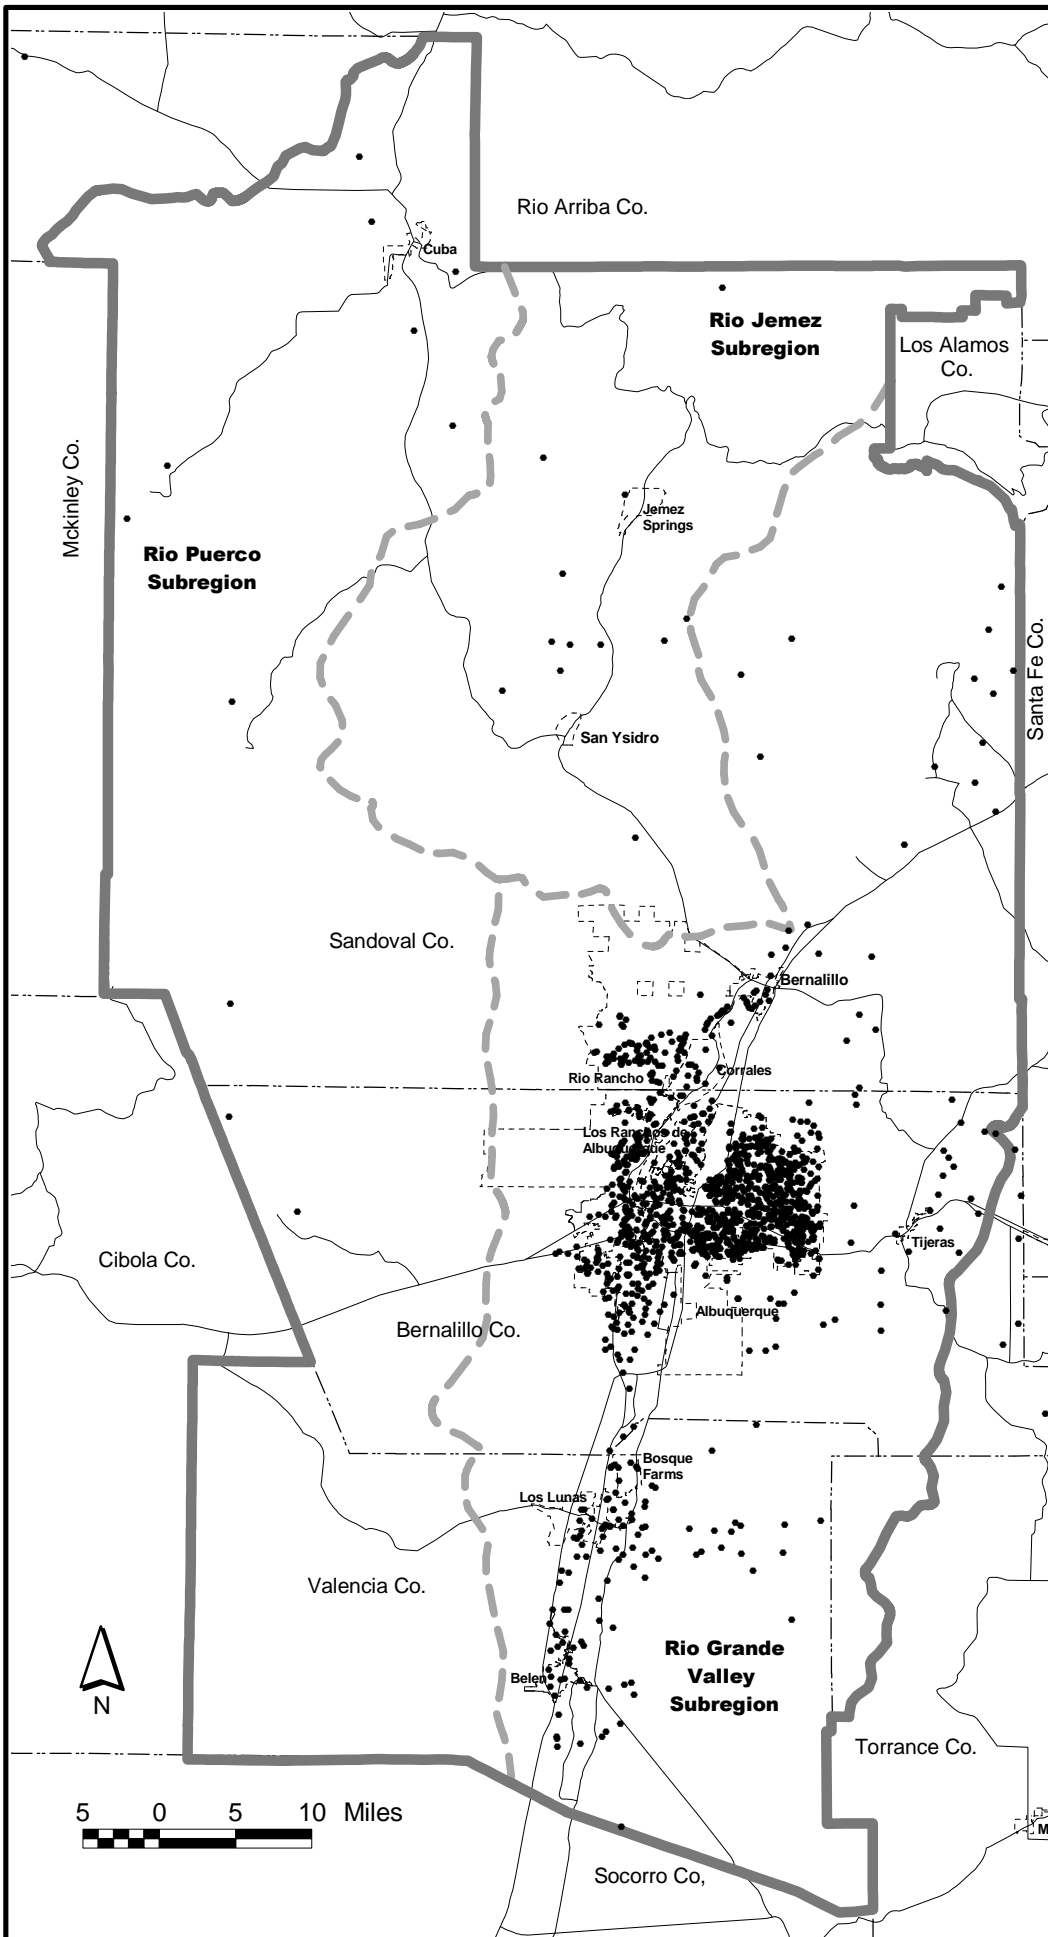 Rio Arriba Co.
Cuba
Rio Jemez
Subregion
Los Alamos
Co.
Mckinley Co.
Jemez
Springs
Rio Puerco
Subregion
Santa Fe Co.
San Ysidro
Sandoval Co.
Bernalillo
Corrales
Rio Rancho
Los Ranchos de
Albuquerque
Tijeras
Cibola Co.
Albuquerque
Bernalillo Co.
Bosque
Farms
Los Lunas
Valencia Co.
Rio Grande
Valley
Subregion
Belen
N
Torrance Co.
5 0 5 10 Miles
M
Socorro Co,